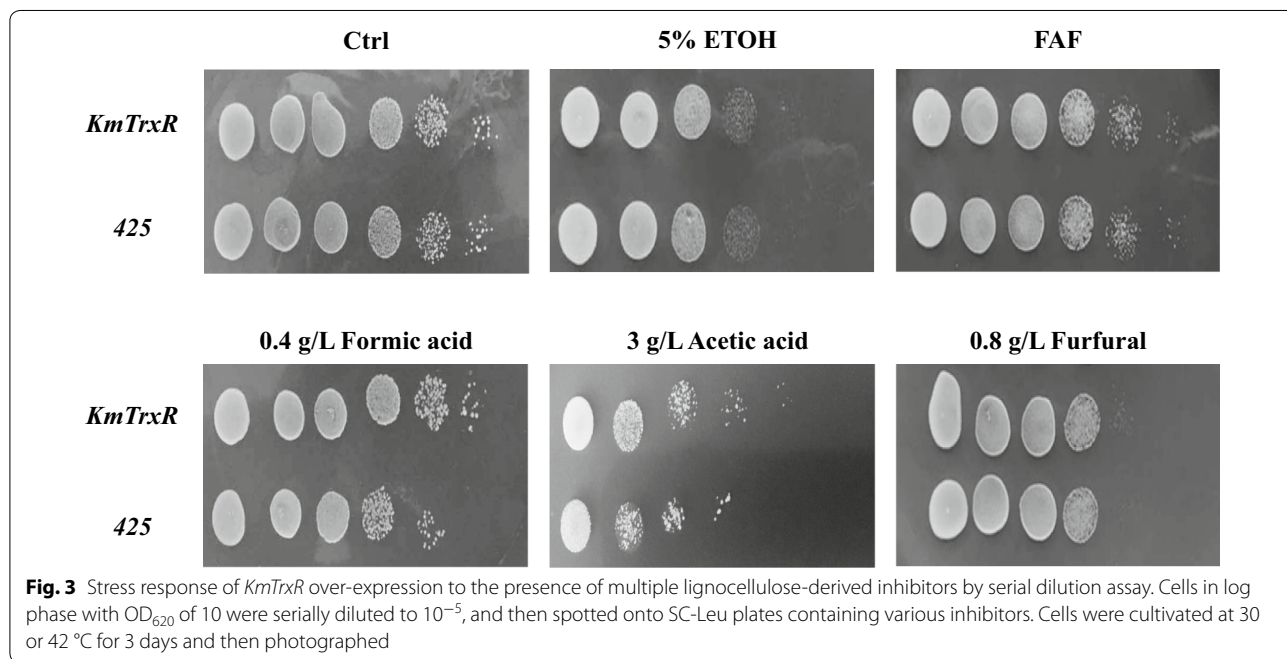 Ctrl 5% ETOH FAF
KmTrxR
425
0.4 g/L Formic acid 3 g/L Acetic acid 0.8 g/L Furfural
KmTrxR
425
Fig. 3 Stress response of KmTrxR over-expression to the presence of multiple lignocellulose-derived inhibitors by serial dilution assay. Cells in log
phase with OD₆₂₀ of 10 were serially diluted to 10⁻⁵, and then spotted onto SC-Leu plates containing various inhibitors. Cells were cultivated at 30
or 42 °C for 3 days and then photographed